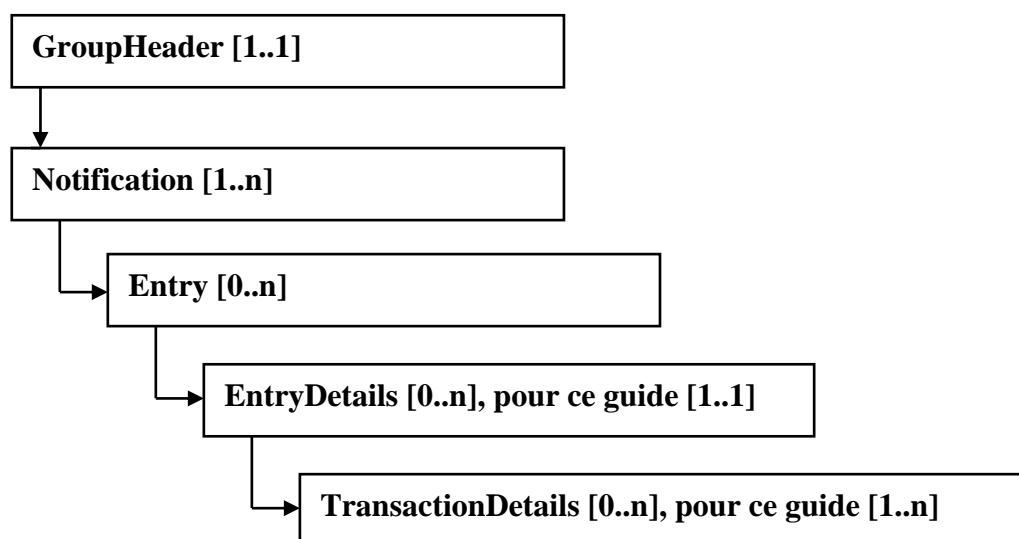 GroupHeader [1..1]
Notification [1..n]
Entry [0..n]
EntryDetails [0..n], pour ce guide [1..1]
TransactionDetails [0..n], pour ce guide [1..n]